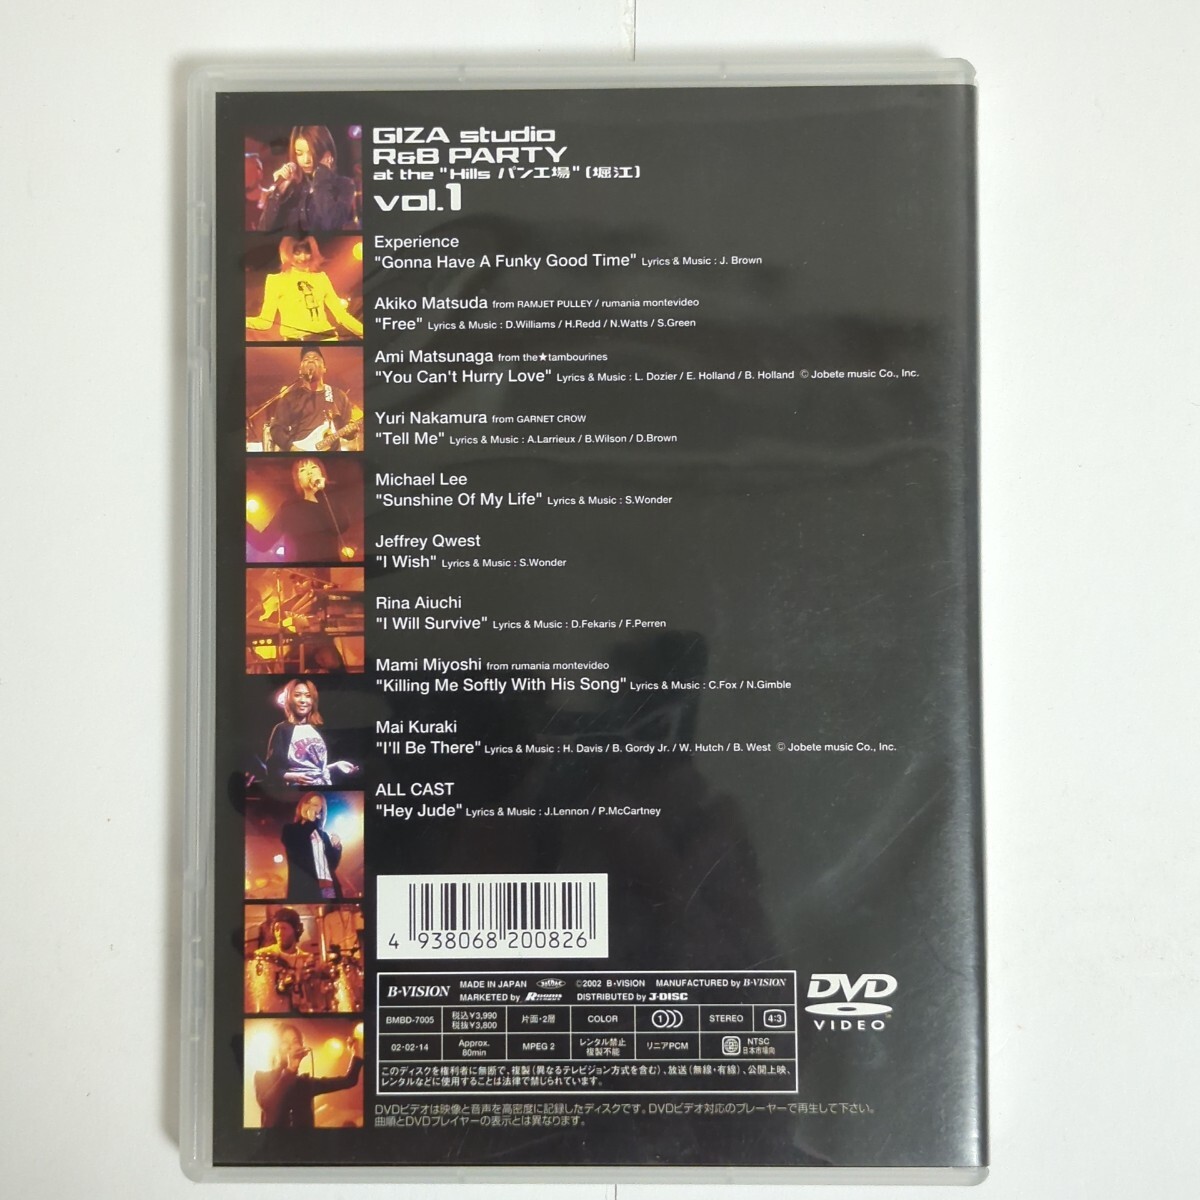 GIZA studio
R&B PARTY
at the "Hills パン工場" (堀江)
vol.1
Experience
"Gonna Have A Funky Good Time" Lyrics & Music : J. Brown
Akiko Matsuda from RAMJET PULLEY / rumania montevideo
"Free" Lyrics & Music : D.Williams / H.Redd / N.Watts / S.Green
Ami Matsunaga from the★tambourines
"You Can't Hurry Love" Lyrics & Music : L. Dozier / E. Holland / B. Holland © Jobete music Co., Inc.
Yuri Nakamura from GARNET CROW
"Tell Me" Lyrics & Music : A.Larrieux / B.Wilson / D.Brown
Michael Lee
"Sunshine Of My Life" Lyrics & Music : S.Wonder
Jeffrey Qwest
"I Wish" Lyrics & Music : S.Wonder
Rina Aiuchi
"I Will Survive" Lyrics & Music : D.Fekaris / F.Perren
Mami Miyoshi from rumania montevideo
"Killing Me Softly With His Song" Lyrics & Music : C.Fox / N.Gimble
Mai Kuraki
"I'll Be There" Lyrics & Music : H. Davis / B. Gordy Jr. / W. Hutch / B. West © Jobete music Co., Inc.
ALL CAST
"Hey Jude" Lyrics & Music : J.Lennon / P.McCartney
4 938068 200826
B-VISION MADE IN JAPAN ©2002 B-VISION MANUFACTURED by B-VISION
MARKETED by DISTRIBUTED by J-DISC
BMBD-7005 税込¥3,990 税抜¥3,800 片面・2層 COLOR STEREO 4:3
02-02-14 Approx. 80min MPEG 2 レンタル禁止 複製不能 リニアPCM 2 NTSC 日本市場向
このディスクを権利者に無断で、複製(異なるテレビジョン方式を含む)、放送(無線・有線)、公開上映、
レンタルなどに使用することは法律で禁じられています。
DVD
VIDEO
DVDビデオは映像と音声を高密度に記録したディスクです。DVDビデオ対応のプレーヤーで再生して下さい。
曲順とDVDプレイヤーの表示とは異なります。